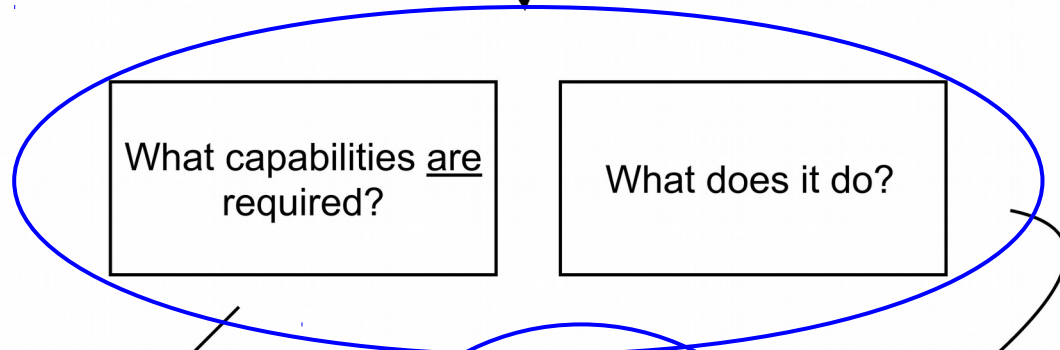 What capabilities are
required?
What does it do?